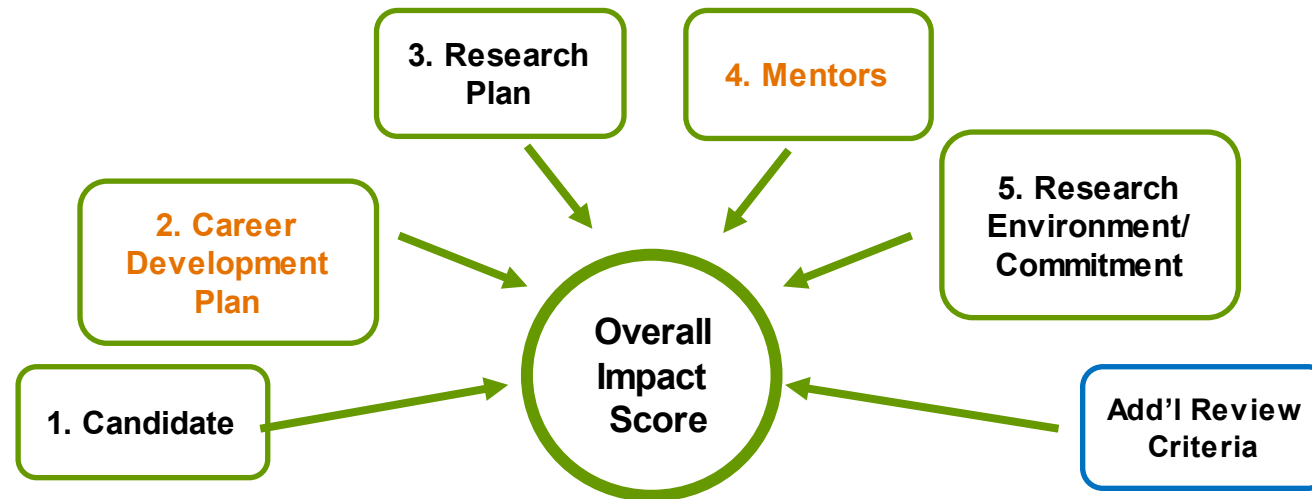 3. Research
Plan
4. Mentors
2. Career
Development
Plan
5. Research
Environment/
Commitment
1. Candidate
Overall
Impact
Score
Add'l Review
Criteria